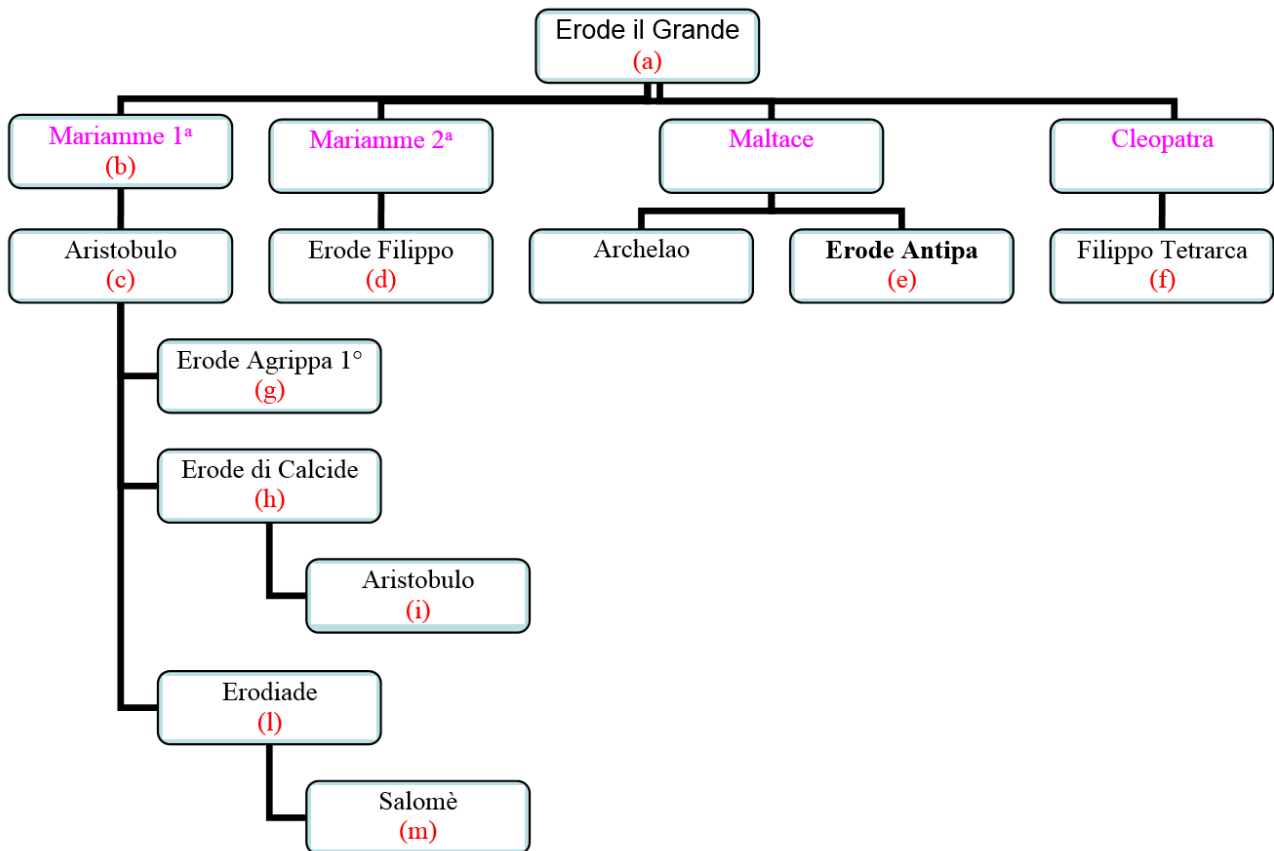 Erode il Grande
(a)
Mariamme 1ª
(b)
Mariamme 2ª
Maltace
Cleopatra
Aristobulo
(c)
Erode Filippo
(d)
Archelao
Erode Antipa
(e)
Filippo Tetrarca
(f)
Erode Agrippa 1°
(g)
Erode di Calcide
(h)
Aristobulo
(i)
Erodiade
(l)
Salomè
(m)